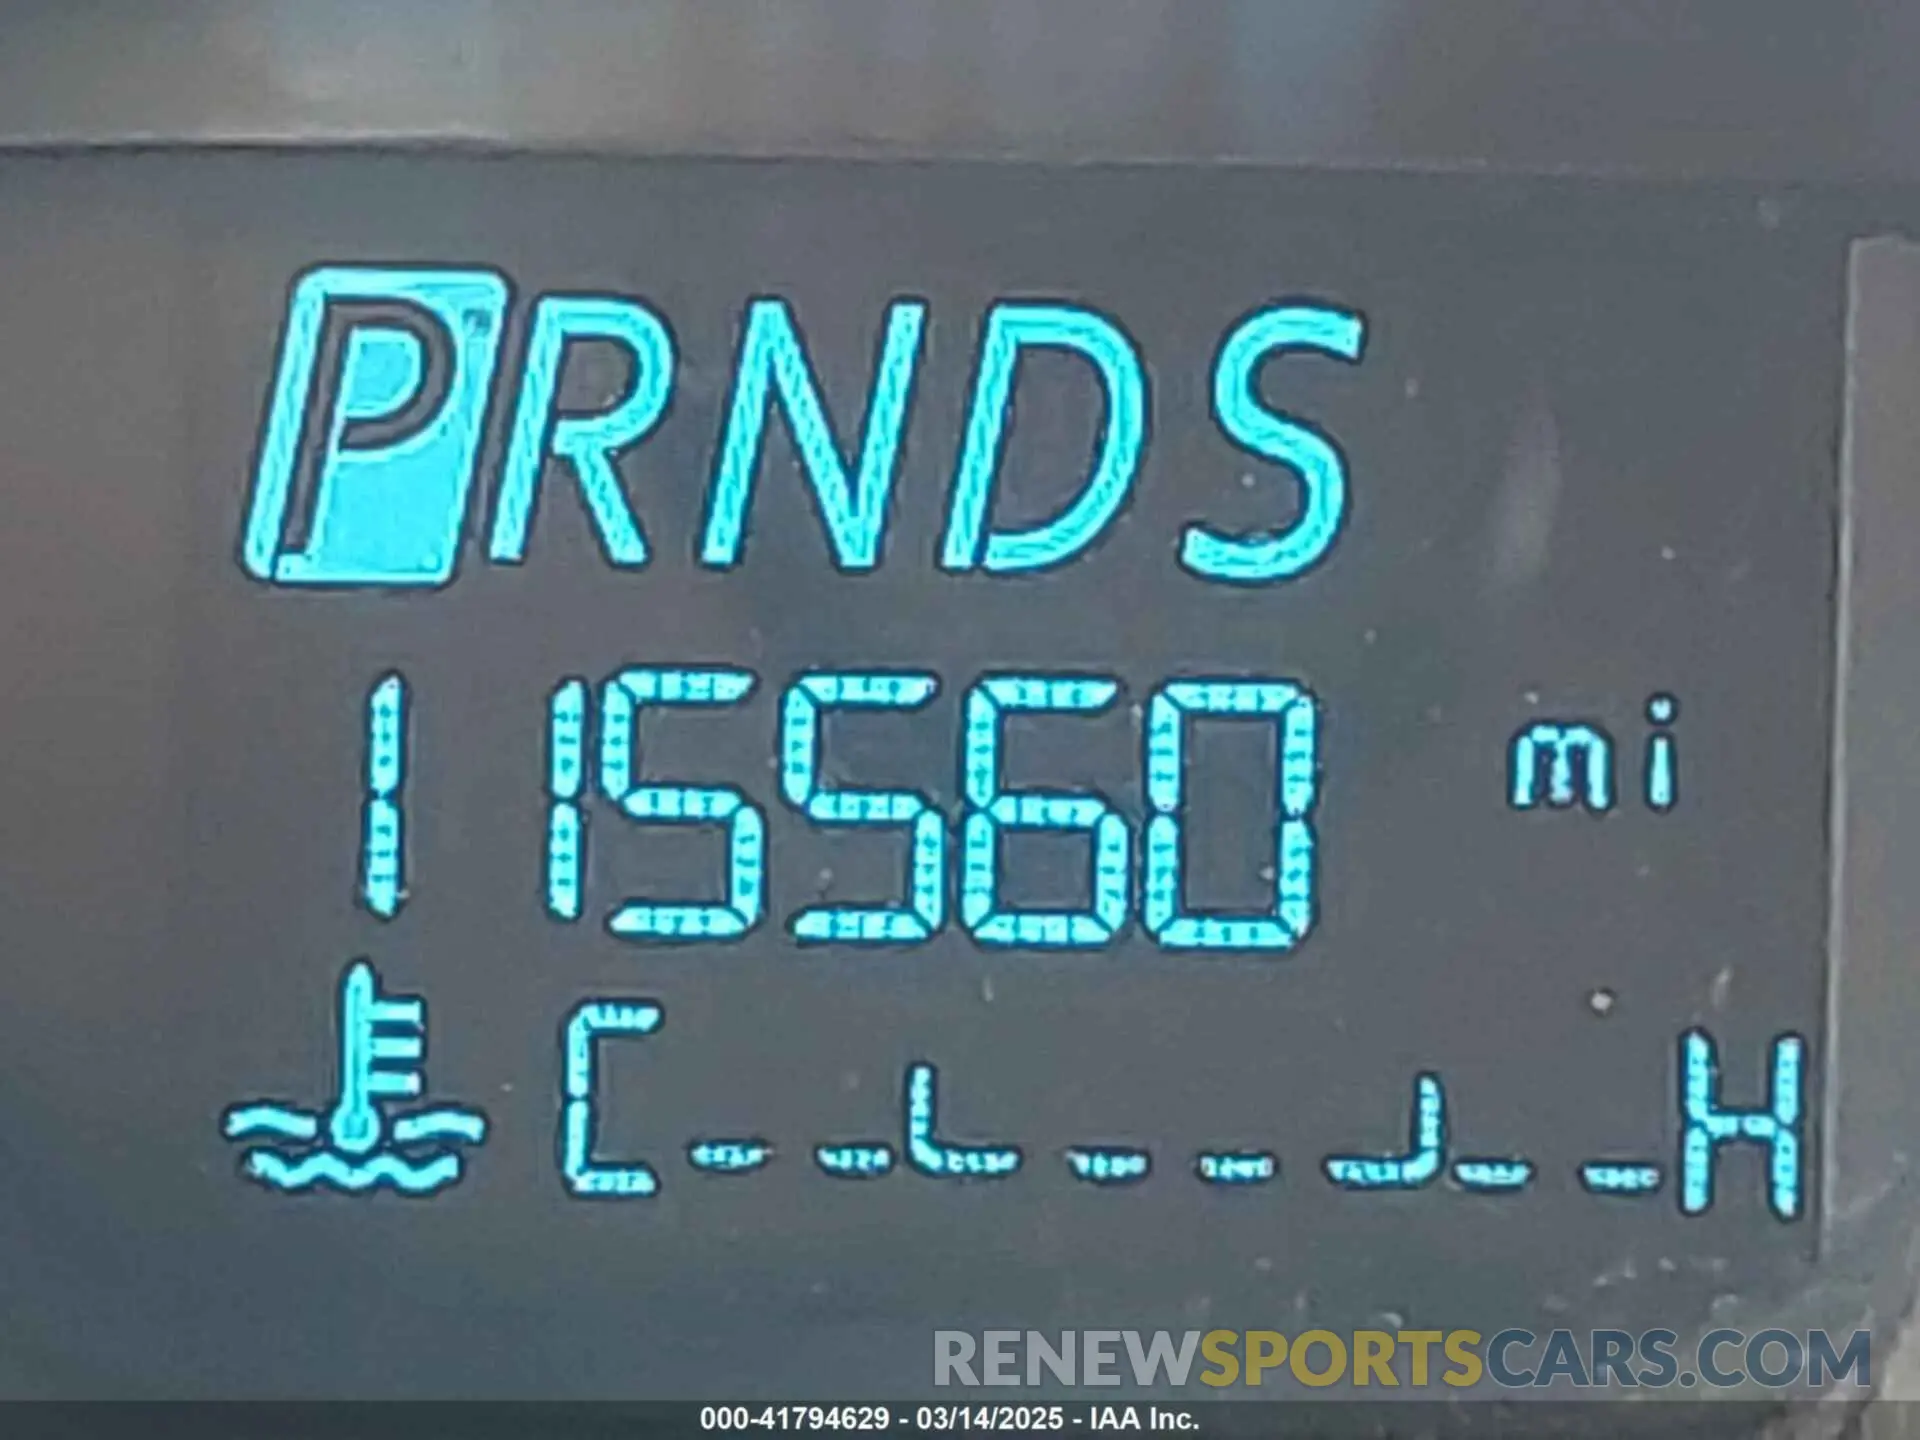 PRNDS
115560 mi
C H
RENEWSPORTSCARS.COM
000-41794629 - 03/14/2025 - IAA Inc.